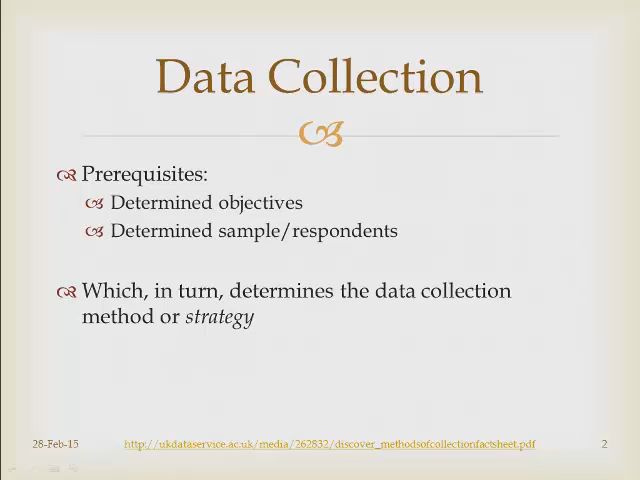 Data Collection
Prerequisites:
Determined objectives
Determined sample/respondents
Which, in turn, determines the data collection
method or strategy
28-Feb-15 http://ukdataservice.ac.uk/media/262832/discover_methodsofcollectionfactsheet.pdf 2